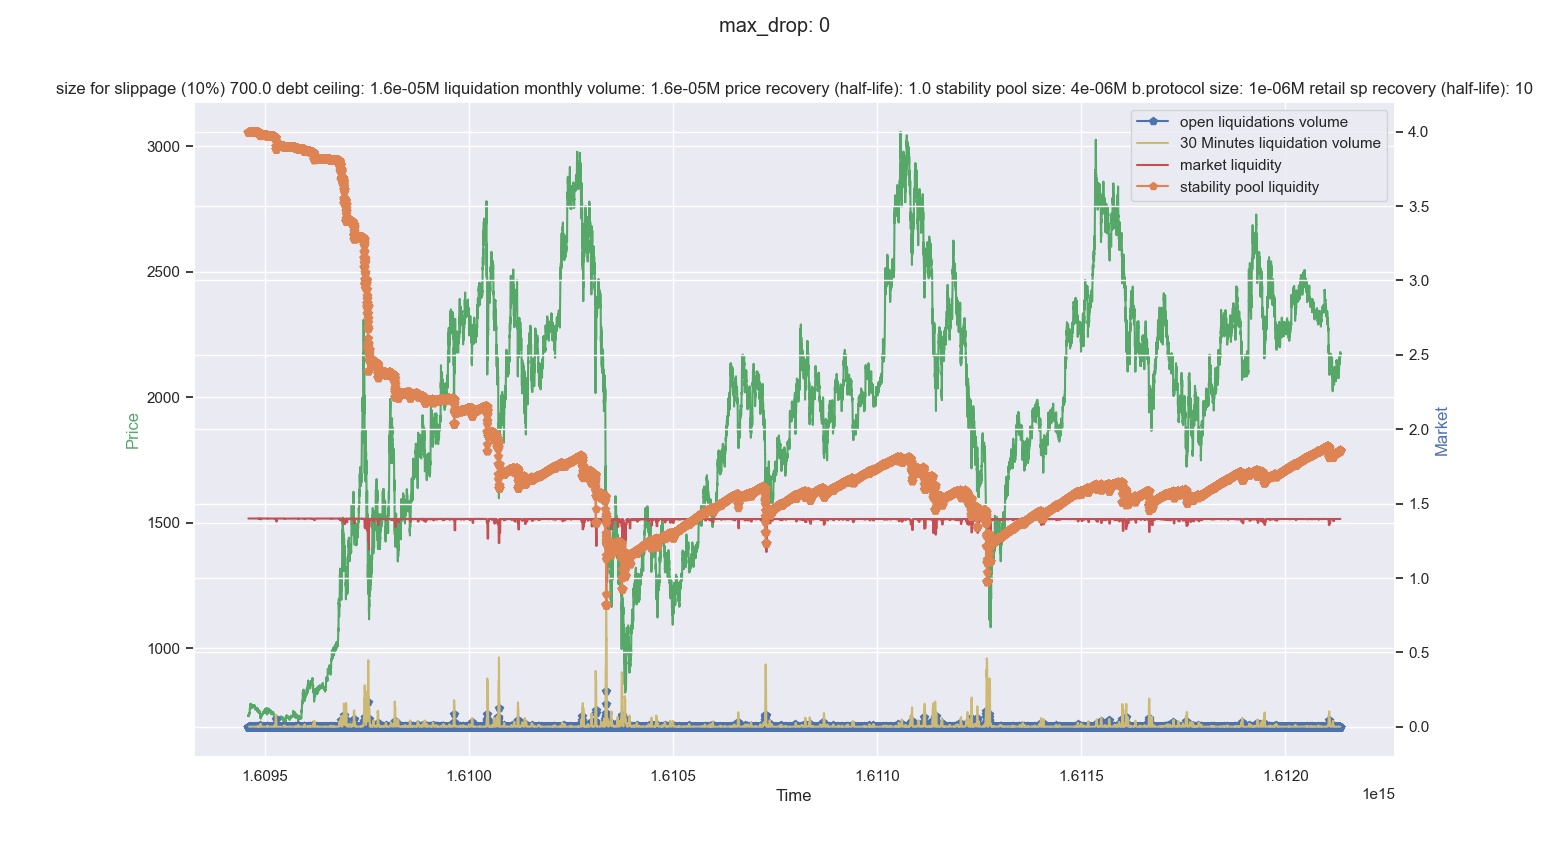 max_drop: 0
size for slippage (10%) 700.0 debt ceiling: 1.6e-05M liquidation monthly volume: 1.6e-05M price recovery (half-life): 1.0 stability pool size: 4e-06M b.protocol size: 1e-06M retail sp recovery (half-life): 10
open liquidations volume
30 Minutes liquidation volume
market liquidity
stability pool liquidity
3000
2500
2000
1500
1000
Price
4.0
3.5
3.0
2.5
2.0
1.5
1.0
0.5
0.0
Market
1.6095
1.6100
1.6105
1.6110
1.6115
1.6120
Time
1e15